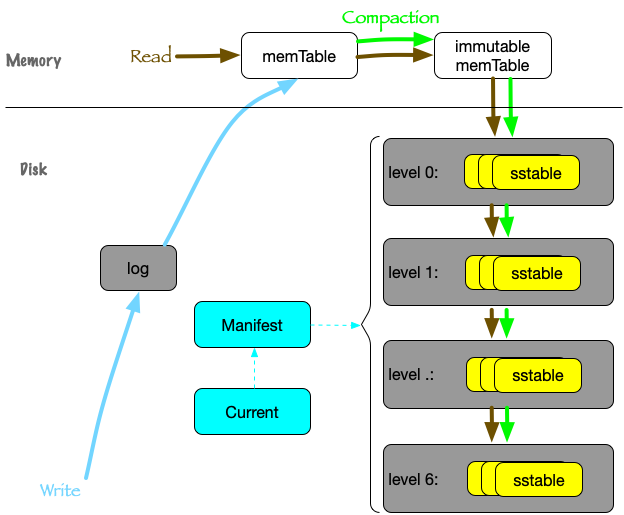 Compaction
Memory
Read
memTable
immutable
memTable
Disk
level 0:
sstable
log
level 1:
sstable
Manifest
level .:
sstable
Current
level 6:
sstable
Write